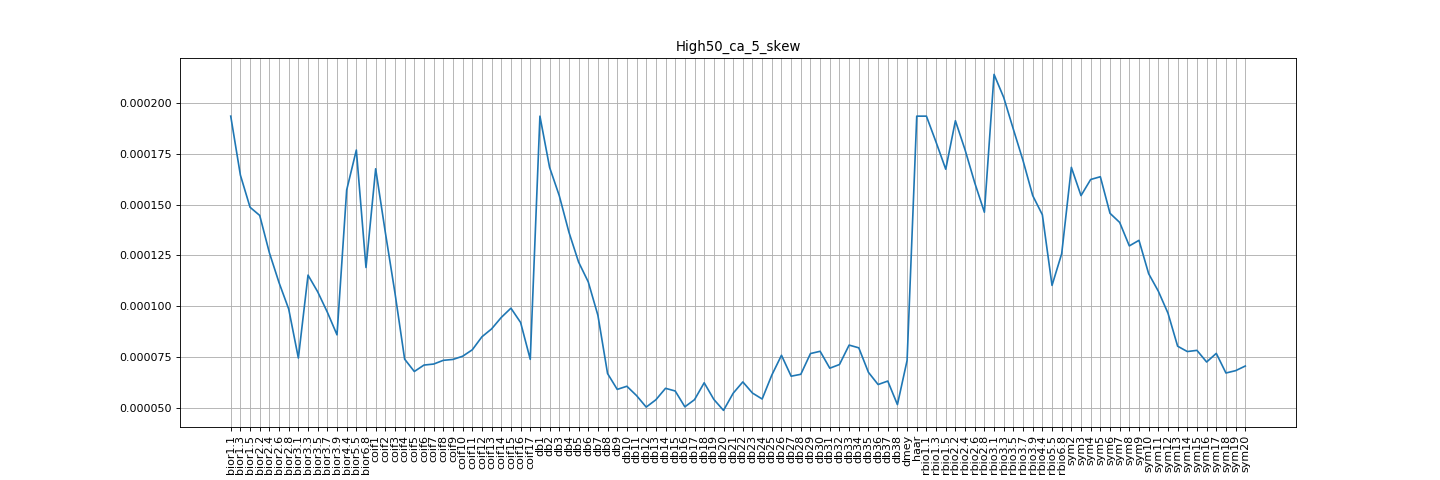 High50_ca_5_skew
0.000200
0.000175
0.000150
0.000125
0.000100
0.000075
0.000050
bior1.1
bior1.3
bior1.5
bior2.2
bior2.4
bior2.6
bior2.8
bior3.1
bior3.3
bior3.5
bior3.7
bior3.9
bior4.4
bior5.5
bior6.8
coif1
coif2
coif3
coif4
coif5
coif6
coif7
coif8
coif9
coif10
coif11
coif12
coif13
coif14
coif15
coif16
coif17
db1
db2
db3
db4
db5
db6
db7
db8
db9
db10
db11
db12
db13
db14
db15
db16
db17
db18
db19
db20
db21
db22
db23
db24
db25
db26
db27
db28
db29
db30
db31
db32
db33
db34
db35
db36
db37
db38
dmey
haar
rbio1.1
rbio1.3
rbio1.5
rbio2.2
rbio2.4
rbio2.6
rbio2.8
rbio3.1
rbio3.3
rbio3.5
rbio3.7
rbio3.9
rbio4.4
rbio5.5
rbio6.8
sym2
sym3
sym4
sym5
sym6
sym7
sym8
sym9
sym10
sym11
sym12
sym13
sym14
sym15
sym16
sym17
sym18
sym19
sym20